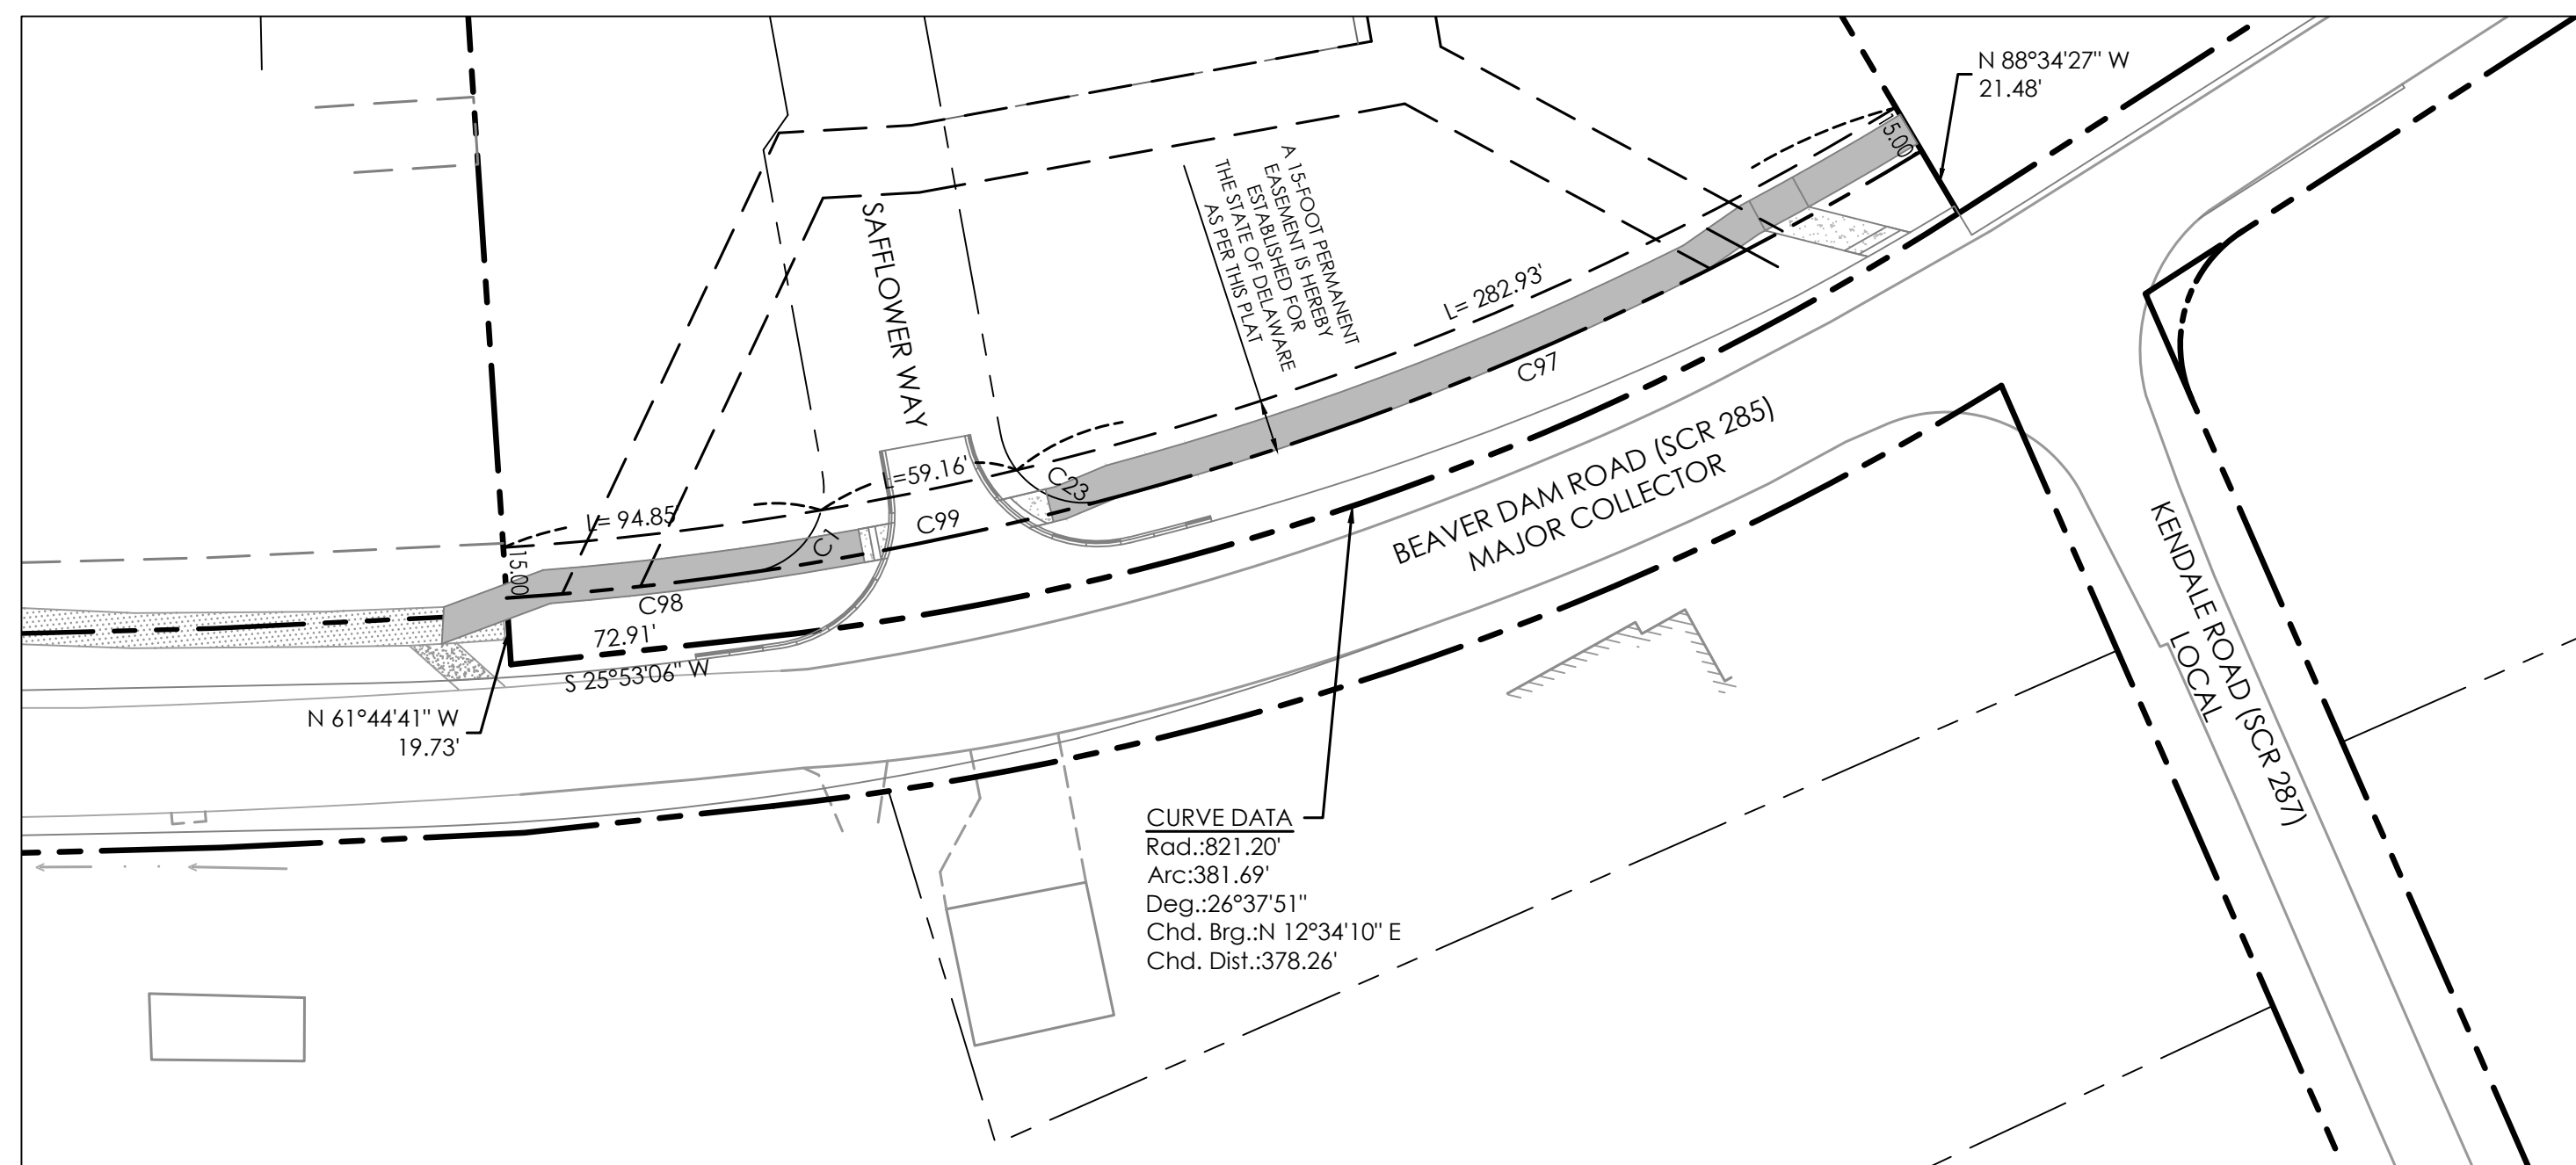 N 88°34'27" W
21.48'
15.00
A 15-FOOT PERMANENT
EASEMENT IS HEREBY
ESTABLISHED FOR
THE STATE OF DELAWARE
AS PER THIS PLAT
SAFFLOWER WAY
L= 282.93'
C97
L=59.16'
C23
C99
L= 94.85'
C7
15.00
C98
72.91'
S 25°53'06" W
N 61°44'41" W
19.73'
BEAVER DAM ROAD (SCR 285)
MAJOR COLLECTOR
KENDALE ROAD (SCR 287)
LOCAL
CURVE DATA
Rad.:821.20'
Arc:381.69'
Deg.:26°37'51"
Chd. Brg.:N 12°34'10" E
Chd. Dist.:378.26'